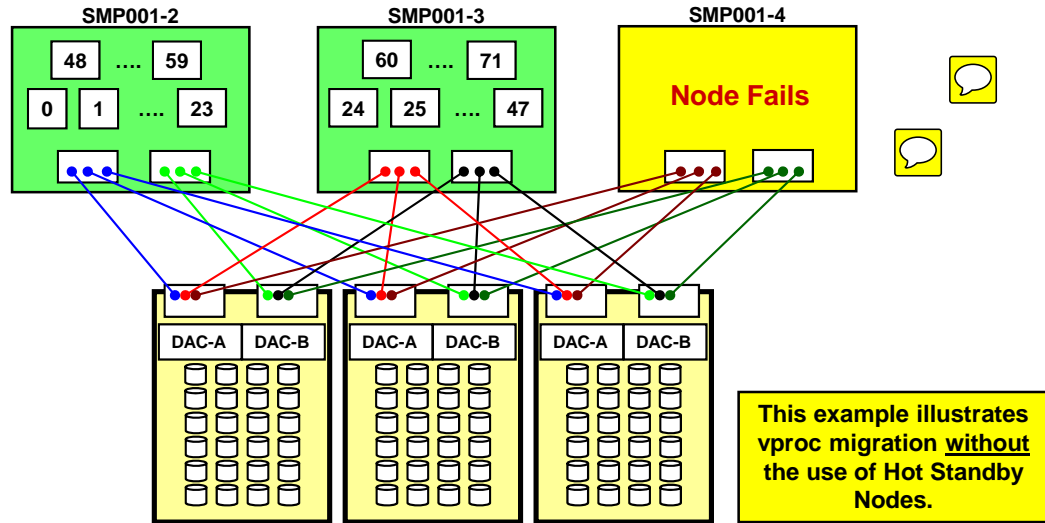 SMP001-2 SMP001-3 SMP001-4
48 .... 59 60 .... 71
Node Fails
0 1 .... 23 24 25 .... 47
DAC-A DAC-B DAC-A DAC-B DAC-A DAC-B
This example illustrates
vproc migration without
the use of Hot Standby
Nodes.